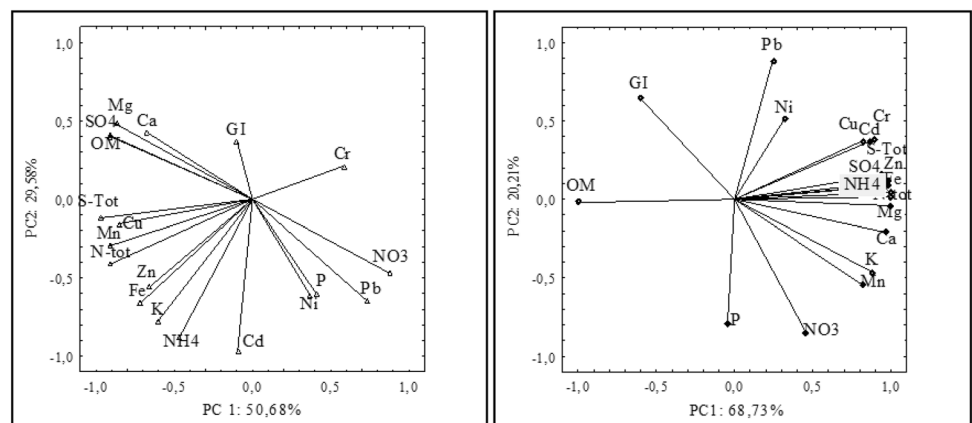 1,0
0,5
0,0
-0,5
-1,0
PC2: 29,58%
Mg
SO4
Ca
OM
GI
Cr
S-Tot
Cu
Mn
N-tot
Zn
Fe
K
NH4
Cd
NO3
P
Pb
Ni
-1,0 -0,5 0,0 0,5 1,0
PC 1: 50,68%
1,0
0,5
0,0
-0,5
-1,0
PC2: 20,21%
Pb
GI
Ni
Cu Cd Cr
S-Tot
SO4 Zn
NH4
OM
Mg
Ca
K
Mn
P
NO3
-1,0 -0,5 0,0 0,5 1,0
PC1: 68,73%